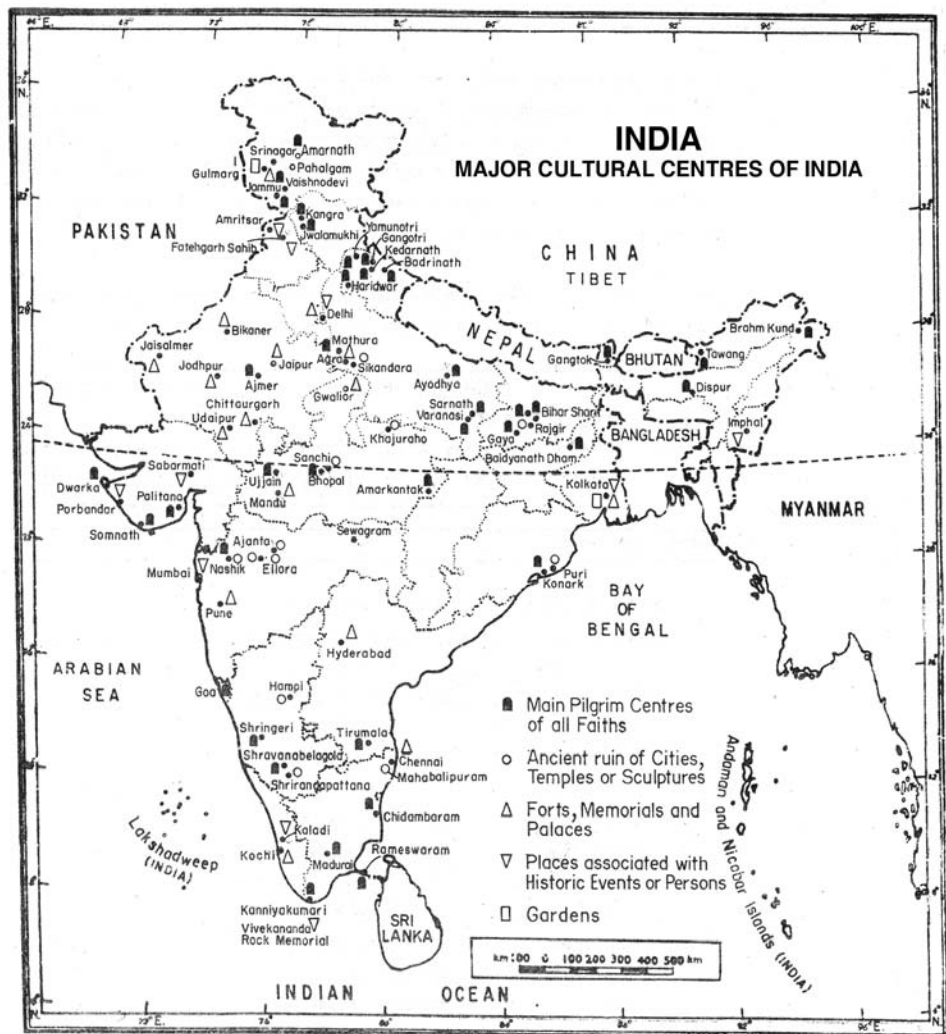 INDIA
MAJOR CULTURAL CENTRES OF INDIA
Srinagar
Amarnath
Pahalgam
Gulmarg
Vaishnodevi
Jammu
Kangra
Jwalamukhi
Amritsar
Fatehgarh Sahib
PAKISTAN
Yamunotri
Gangotri
Kedarnath
Badrinath
Haridwar
CHINA
TIBET
Delhi
Bikaner
NEPAL
Brahm Kund
Jaisalmer
Mathura
Gangtok
BHUTAN
Tawang
Jodhpur
Jaipur
Agra
Sikandara
Ajmer
Ayodhya
Dispur
Gwalior
Chittaurgarh
Sarnath
Udaipur
Varanasi
Bihar Sharif
Imphal
Khajuraho
Gaya
Rajgir
BANGLADESH
Baidyanath Dham
Sabarmati
Sanchi
Ujjain
Bhopal
Kolkata
Dwarka
Palitana
Mandu
Amarkantak
MYANMAR
Porbandar
Somnath
Ajanta
Sewagram
Mumbai
Nashik
Ellora
Puri
Konark
Pune
BAY
OF
BENGAL
Hyderabad
ARABIAN
SEA
Goa
Hampi
Main Pilgrim Centres
of all Faiths
Shringeri
Tirumala
Ancient ruin of Cities,
Temples or Sculptures
Shravanabelagola
Chennai
Mahabalipuram
Shrirangapattana
Forts, Memorials and
Palaces
Chidambaram
Lakshadweep
(INDIA)
Kaladi
Kochi
Madurai
Rameswaram
Places associated with
Historic Events or Persons
Andaman and Nicobar Islands (INDIA)
Gardens
Kanniyakumari
Vivekananda
Rock Memorial
SRI
LANKA
km 100 0 100 200 300 400 500 km
INDIAN OCEAN